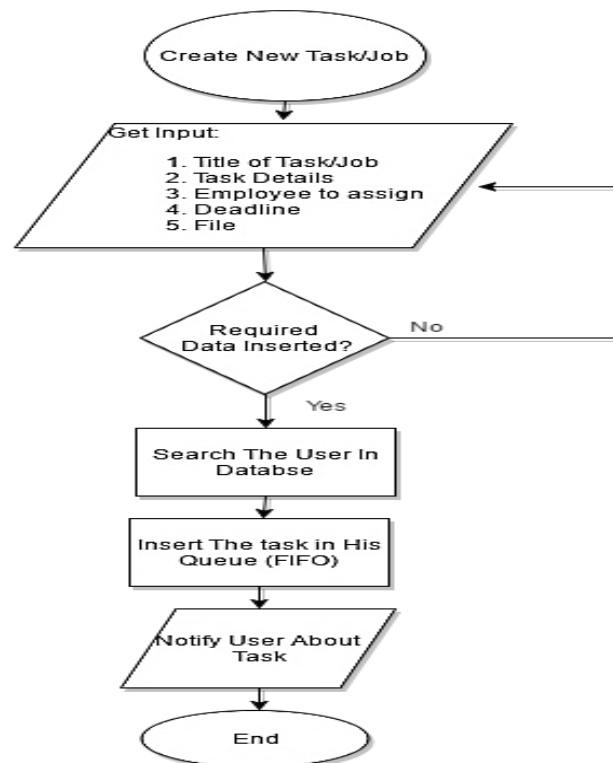 Create New Task/Job
Get Input:
1. Title of Task/Job
2. Task Details
3. Employee to assign
4. Deadline
5. File
Required
Data Inserted?
No
Yes
Search The User In
Databse
Insert The task in His
Queue (FIFO)
Notify User About
Task
End